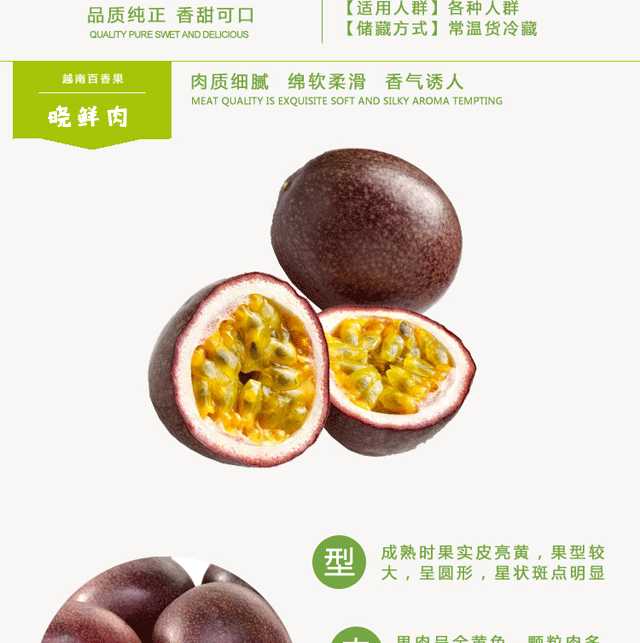 品质纯正 香甜可口
QUALITY PURE SWET AND DELICIOUS
【适用人群】各种人群
【储藏方式】常温货冷藏
越南百香果
晓鲜肉
肉质细腻 绵软柔滑 香气诱人
MEAT QUALITY IS EXQUISITE SOFT AND SILKY AROMA TEMPTING
型
成熟时果实皮亮黄，果型较
大，呈圆形，星状斑点明显